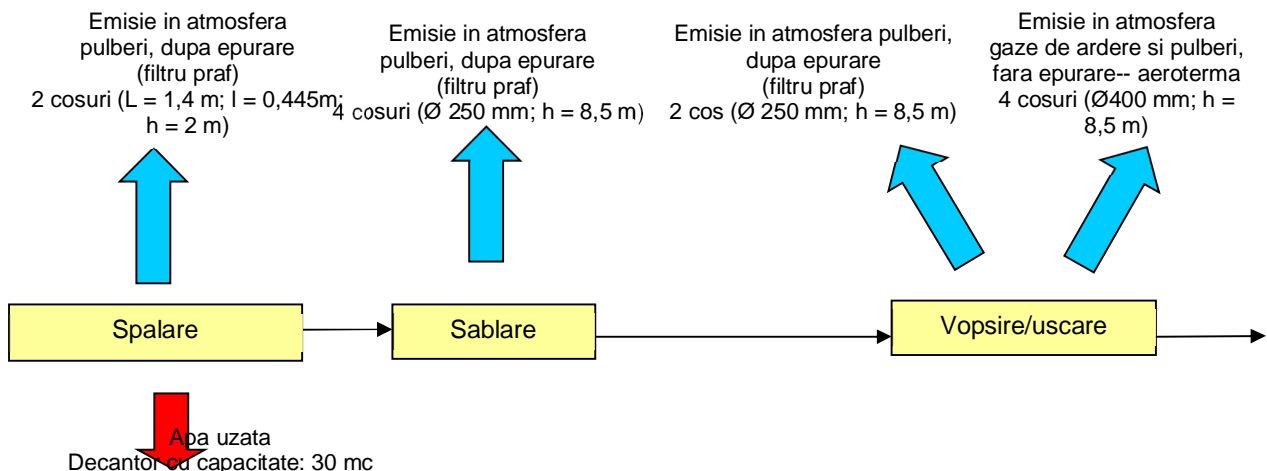 Emisie in atmosfera
pulberi, dupa epurare
(filtru praf)
2 cosuri (L = 1,4 m; l = 0,445m;
h = 2 m)
Emisie in atmosfera
pulberi, dupa epurare
(filtru praf)
4 cosuri (Ø 250 mm; h = 8,5 m)
Emisie in atmosfera pulberi,
dupa epurare
(filtru praf)
2 cos (Ø 250 mm; h = 8,5 m)
Emisie in atmosfera
gaze de ardere si pulberi,
fara epurare-- aeroterma
4 cosuri (Ø400 mm; h =
8,5 m)
Spalare
Sablare
Vopsire/uscare
Apa uzata
Decantor cu capacitate: 30 mc